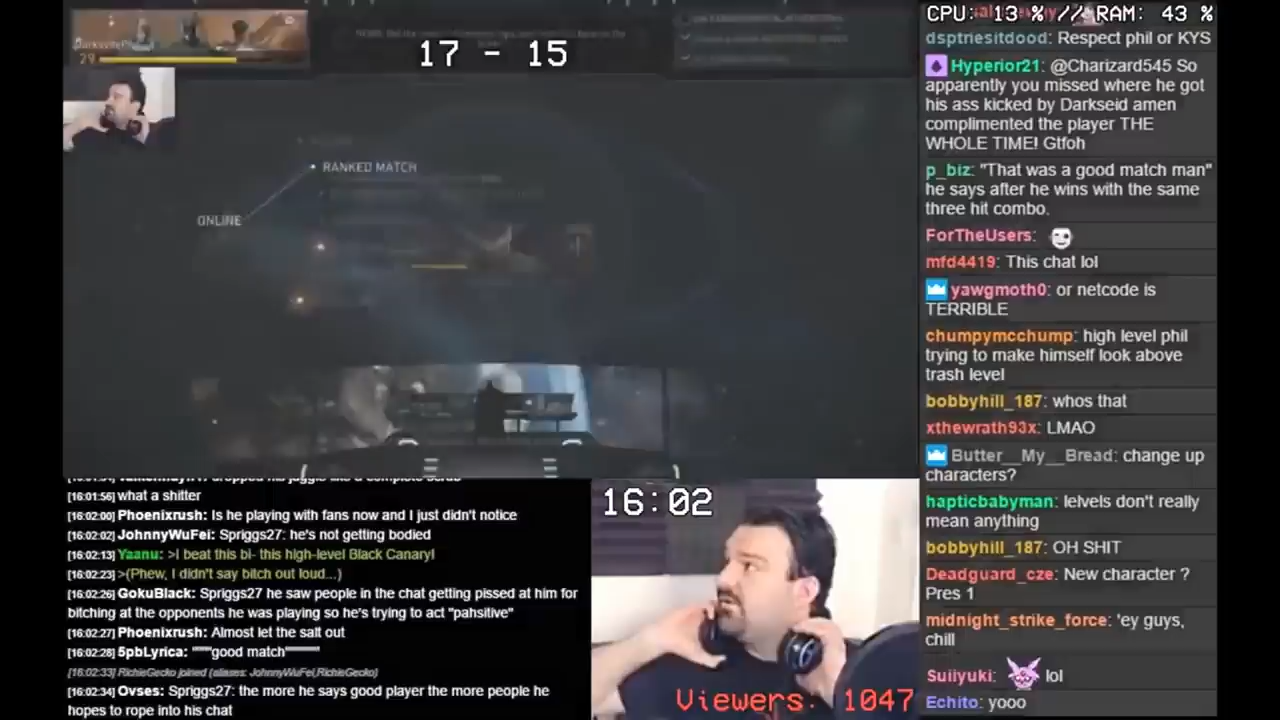 29
17 - 15
RANKED MATCH
ONLINE
[16:01:56] what a shitter
[16:02:00] Phoenixrush: Is he playing with fans now and I just didn't notice
[16:02:02] JohnnyWuFei: Spriggs27: he's not getting bodied
[16:02:13] Yaanu: >I beat this bi- this high-level Black Canary!
[16:02:23] >(Phew, I didn't say bitch out loud...)
[16:02:26] GokuBlack: Spriggs27 he saw people in the chat getting pissed at him for
bitching at the opponents he was playing so he's trying to act "pahsitive"
[16:02:27] Phoenixrush: Almost let the salt out
[16:02:28] 5pbLyrica: """"good match"""""""
[16:02:33] RichieGecko joined (aliases: JohnnyWuFei,RichieGecko)
[16:02:34] Ovses: Spriggs27: the more he says good player the more people he
hopes to rope into his chat
16:02
Viewers: 1047
CPU: 13 % // RAM: 43 %
dsptriesitdood: Respect phil or KYS
Hyperior21: @Charizard545 So
apparently you missed where he got
his ass kicked by Darkseid amen
complimented the player THE
WHOLE TIME! Gtfoh
p_biz: "That was a good match man"
he says after he wins with the same
three hit combo.
ForTheUsers:
mfd4419: This chat lol
yawgmoth0: or netcode is
TERRIBLE
chumpymcchump: high level phil
trying to make himself look above
trash level
bobbyhill_187: whos that
xthewrath93x: LMAO
Butter__My__Bread: change up
characters?
hapticbabyman: lelvels don't really
mean anything
bobbyhill_187: OH SHIT
Deadguard_cze: New character ?
Pres 1
midnight_strike_force: 'ey guys,
chill
Suiiyuki: lol
Echito: yooo